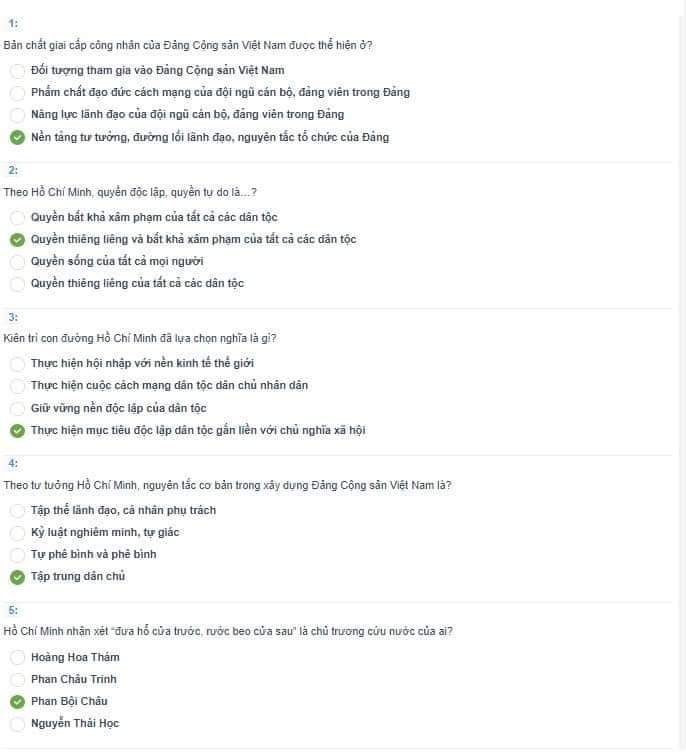 1:
Bản chất giai cấp công nhân của Đảng Cộng sản Việt Nam được thể hiện ở?
Đối tượng tham gia vào Đảng Cộng sản Việt Nam
Phẩm chất đạo đức cách mạng của đội ngũ cán bộ, đảng viên trong Đảng
Năng lực lãnh đạo của đội ngũ cán bộ, đảng viên trong Đảng
Nền tảng tư tưởng, đường lối lãnh đạo, nguyên tắc tổ chức của Đảng
2:
Theo Hồ Chí Minh, quyền độc lập, quyền tự do là...?
Quyền bất khả xâm phạm của tất cả các dân tộc
Quyền thiêng liêng và bất khả xâm phạm của tất cả các dân tộc
Quyền sống của tất cả mọi người
Quyền thiêng liêng của tất cả các dân tộc
3:
Kiên trì con đường Hồ Chí Minh đã lựa chọn nghĩa là gì?
Thực hiện hội nhập với nền kinh tế thế giới
Thực hiện cuộc cách mạng dân tộc dân chủ nhân dân
Giữ vững nền độc lập của dân tộc
Thực hiện mục tiêu độc lập dân tộc gắn liền với chủ nghĩa xã hội
4:
Theo tư tưởng Hồ Chí Minh, nguyên tắc cơ bản trong xây dựng Đảng Cộng sản Việt Nam là?
Tập thể lãnh đạo, cá nhân phụ trách
Kỷ luật nghiêm minh, tự giác
Tự phê bình và phê bình
Tập trung dân chủ
5:
Hồ Chí Minh nhận xét "đưa hổ cửa trước, rước beo cửa sau" là chủ trương cứu nước của ai?
Hoàng Hoa Thám
Phan Châu Trinh
Phan Bội Châu
Nguyễn Thái Học